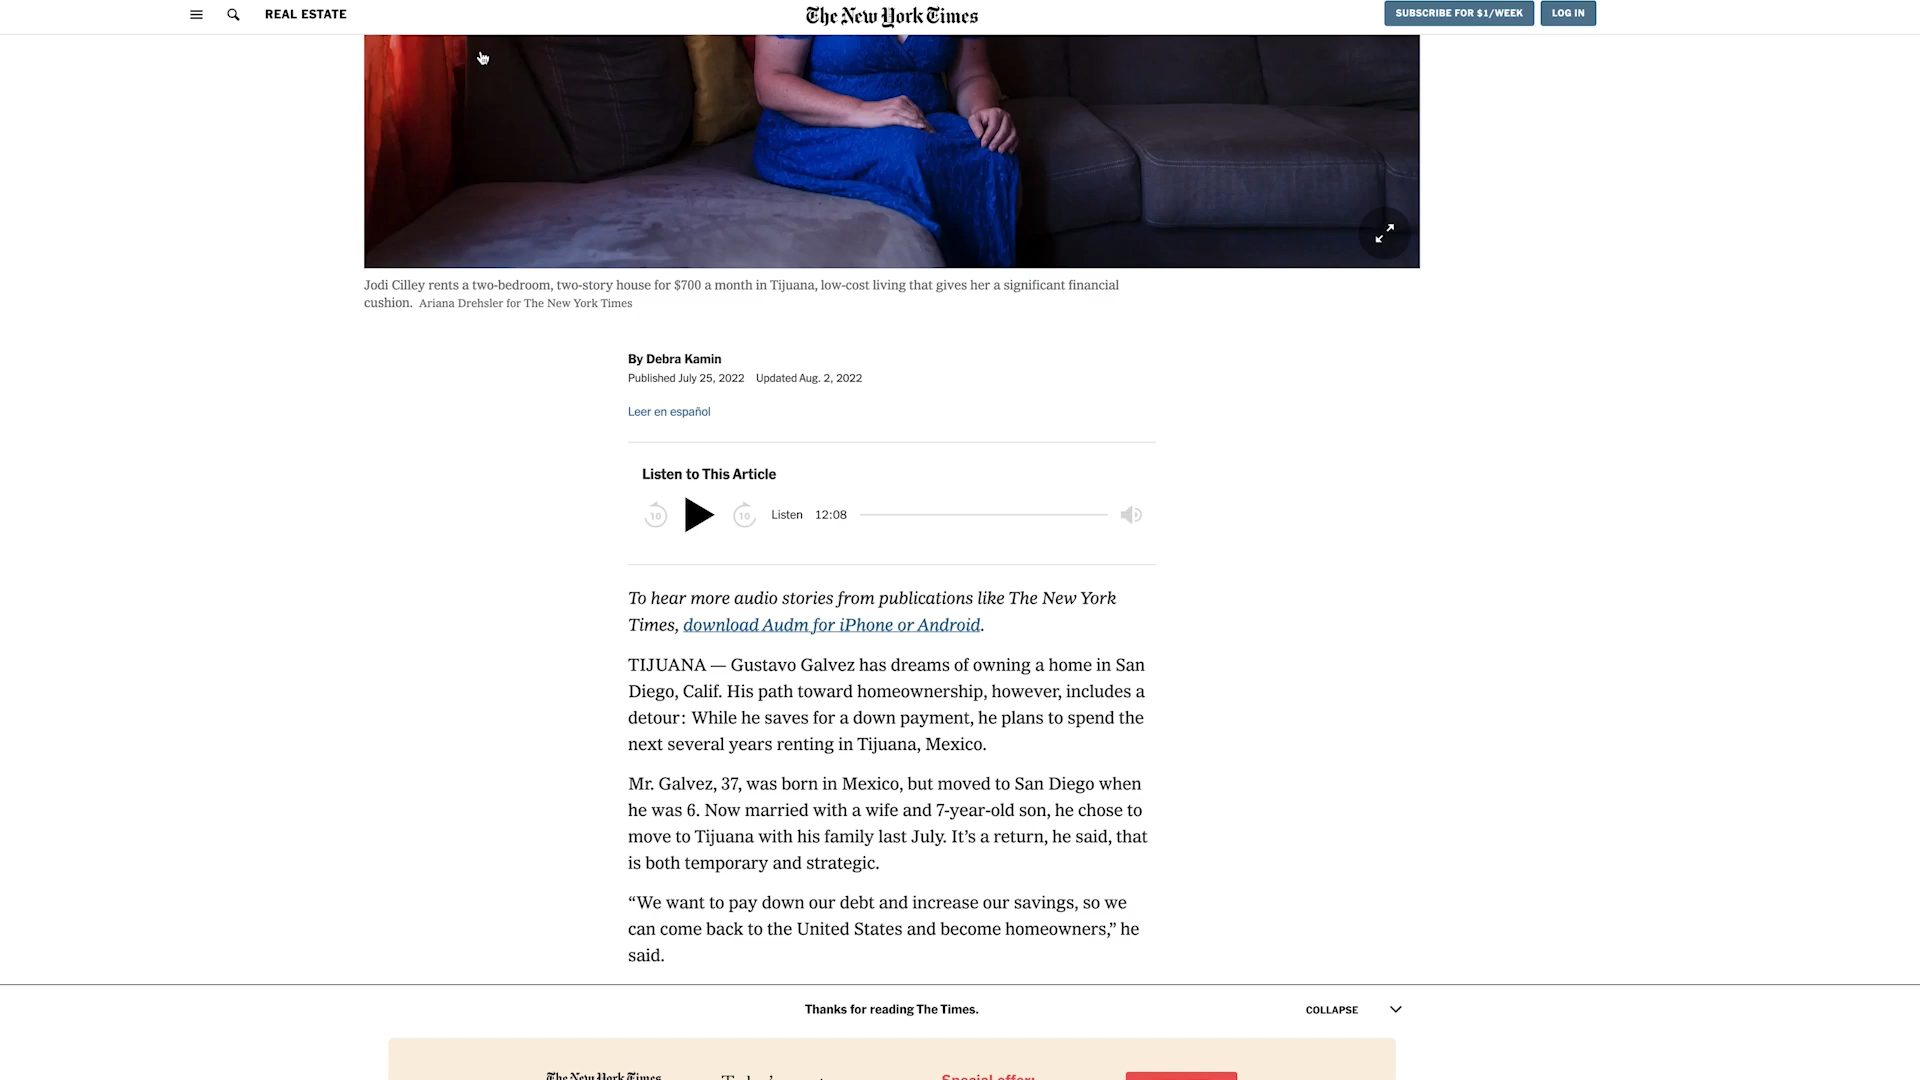 REAL ESTATE
The New York Times
SUBSCRIBE FOR $1/WEEK
LOG IN
Jodi Cilley rents a two-bedroom, two-story house for $700 a month in Tijuana, low-cost living that gives her a significant financial
cushion. Ariana Drehsler for The New York Times
By Debra Kamin
Published July 25, 2022 Updated Aug. 2, 2022
Leer en español
Listen to This Article
10
10
Listen 12:08
To hear more audio stories from publications like The New York
Times, download Audm for iPhone or Android.
TIJUANA — Gustavo Galvez has dreams of owning a home in San
Diego, Calif. His path toward homeownership, however, includes a
detour: While he saves for a down payment, he plans to spend the
next several years renting in Tijuana, Mexico.
Mr. Galvez, 37, was born in Mexico, but moved to San Diego when
he was 6. Now married with a wife and 7-year-old son, he chose to
move to Tijuana with his family last July. It’s a return, he said, that
is both temporary and strategic.
“We want to pay down our debt and increase our savings, so we
can come back to the United States and become homeowners,” he
said.
Thanks for reading The Times.
COLLAPSE
The New York Times
Special offer: